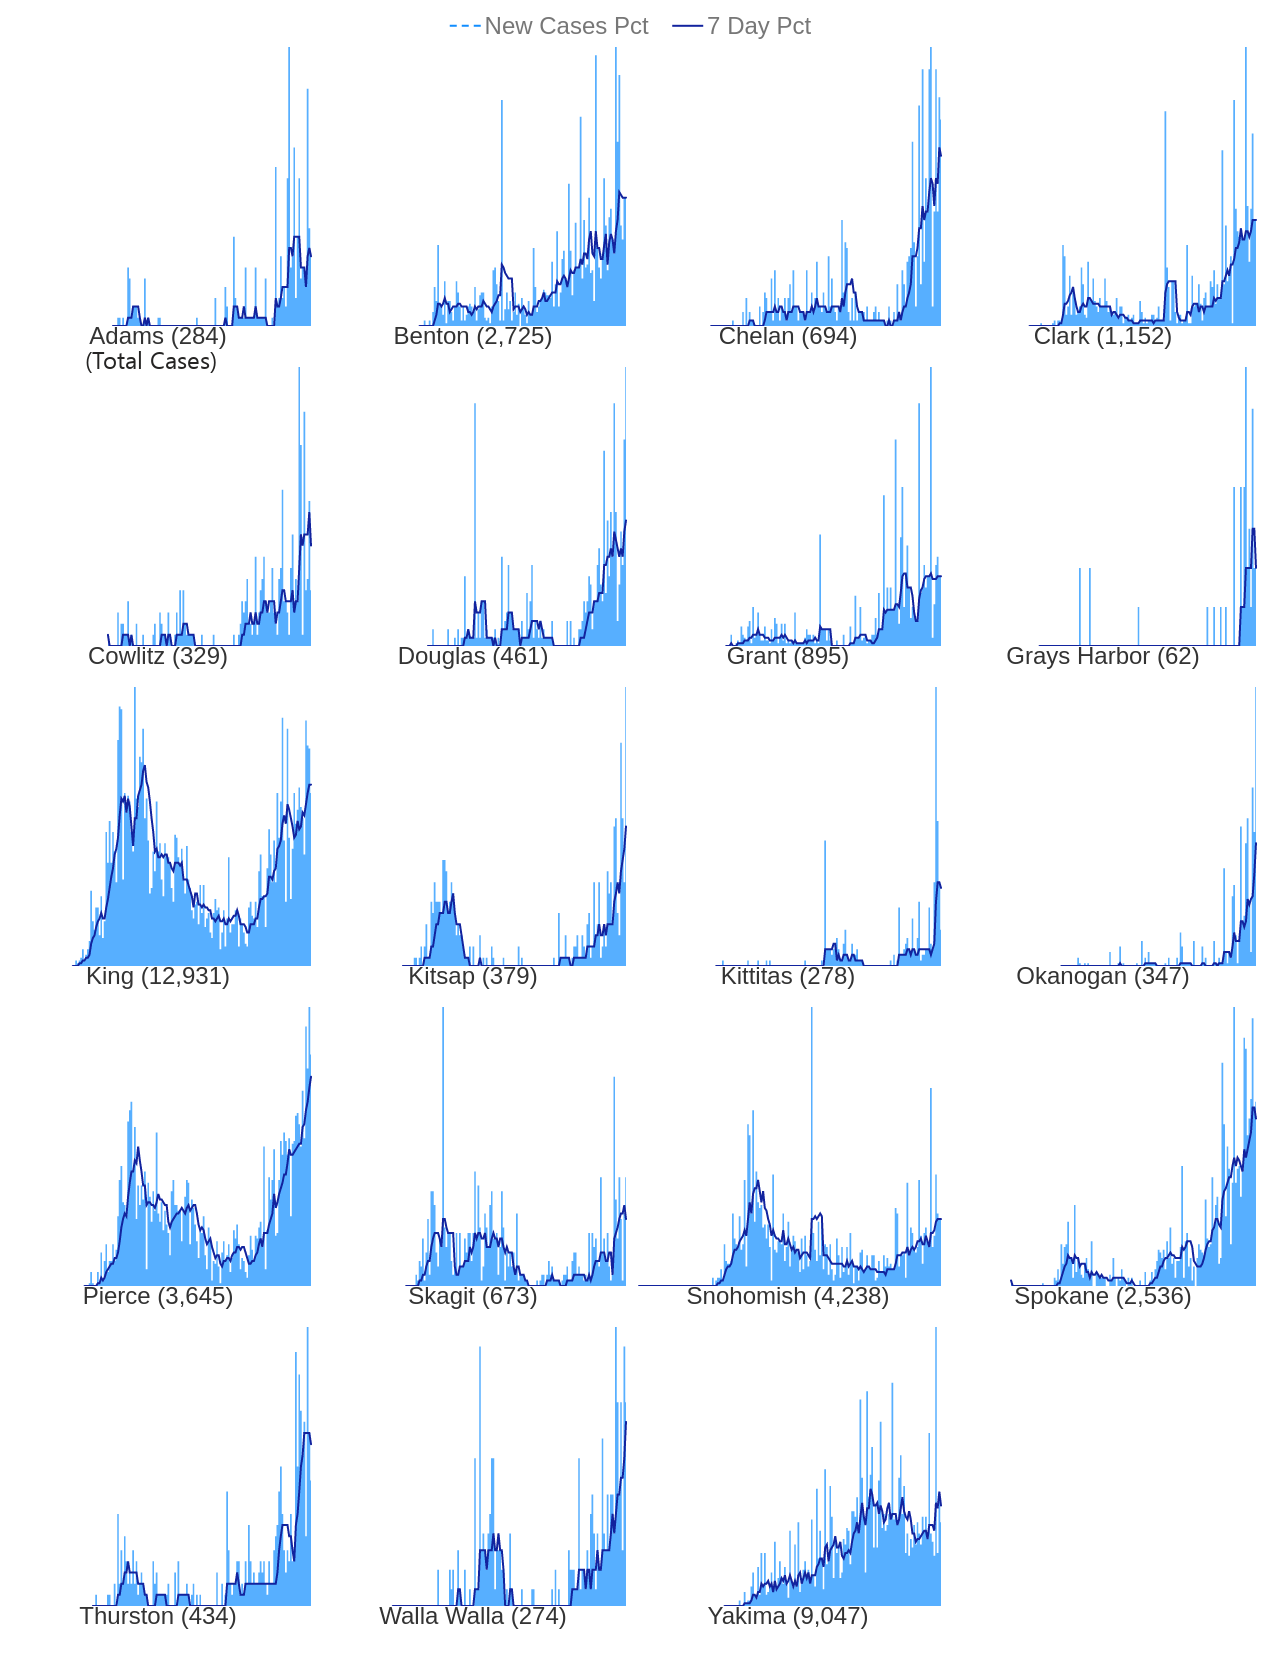 New Cases Pct 7 Day Pct
Adams (284) Benton (2,725) Chelan (694) Clark (1,152)
(Total Cases)
Cowlitz (329) Douglas (461) Grant (895) Grays Harbor (62)
King (12,931) Kitsap (379) Kittitas (278) Okanogan (347)
Pierce (3,645) Skagit (673) Snohomish (4,238) Spokane (2,536)
Thurston (434) Walla Walla (274) Yakima (9,047)